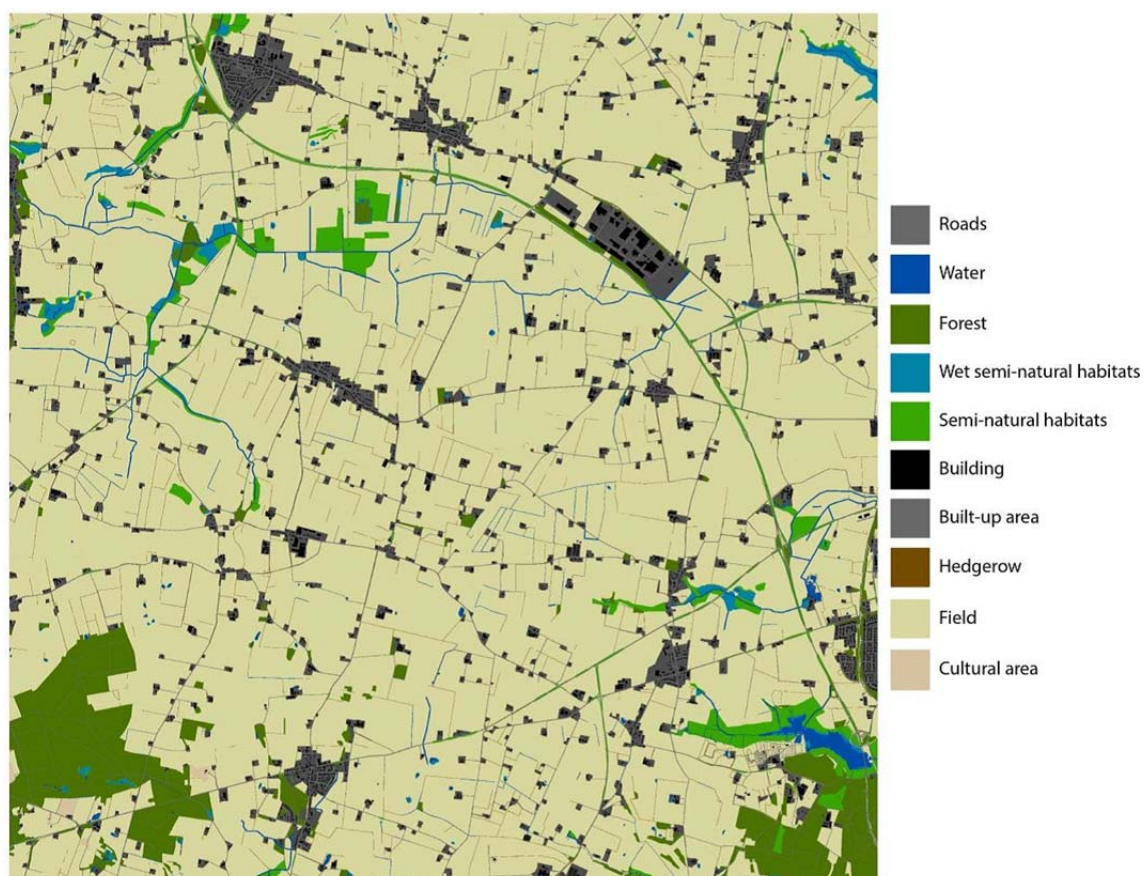 Roads
Water
Forest
Wet semi-natural habitats
Semi-natural habitats
Building
Built-up area
Hedgerow
Field
Cultural area